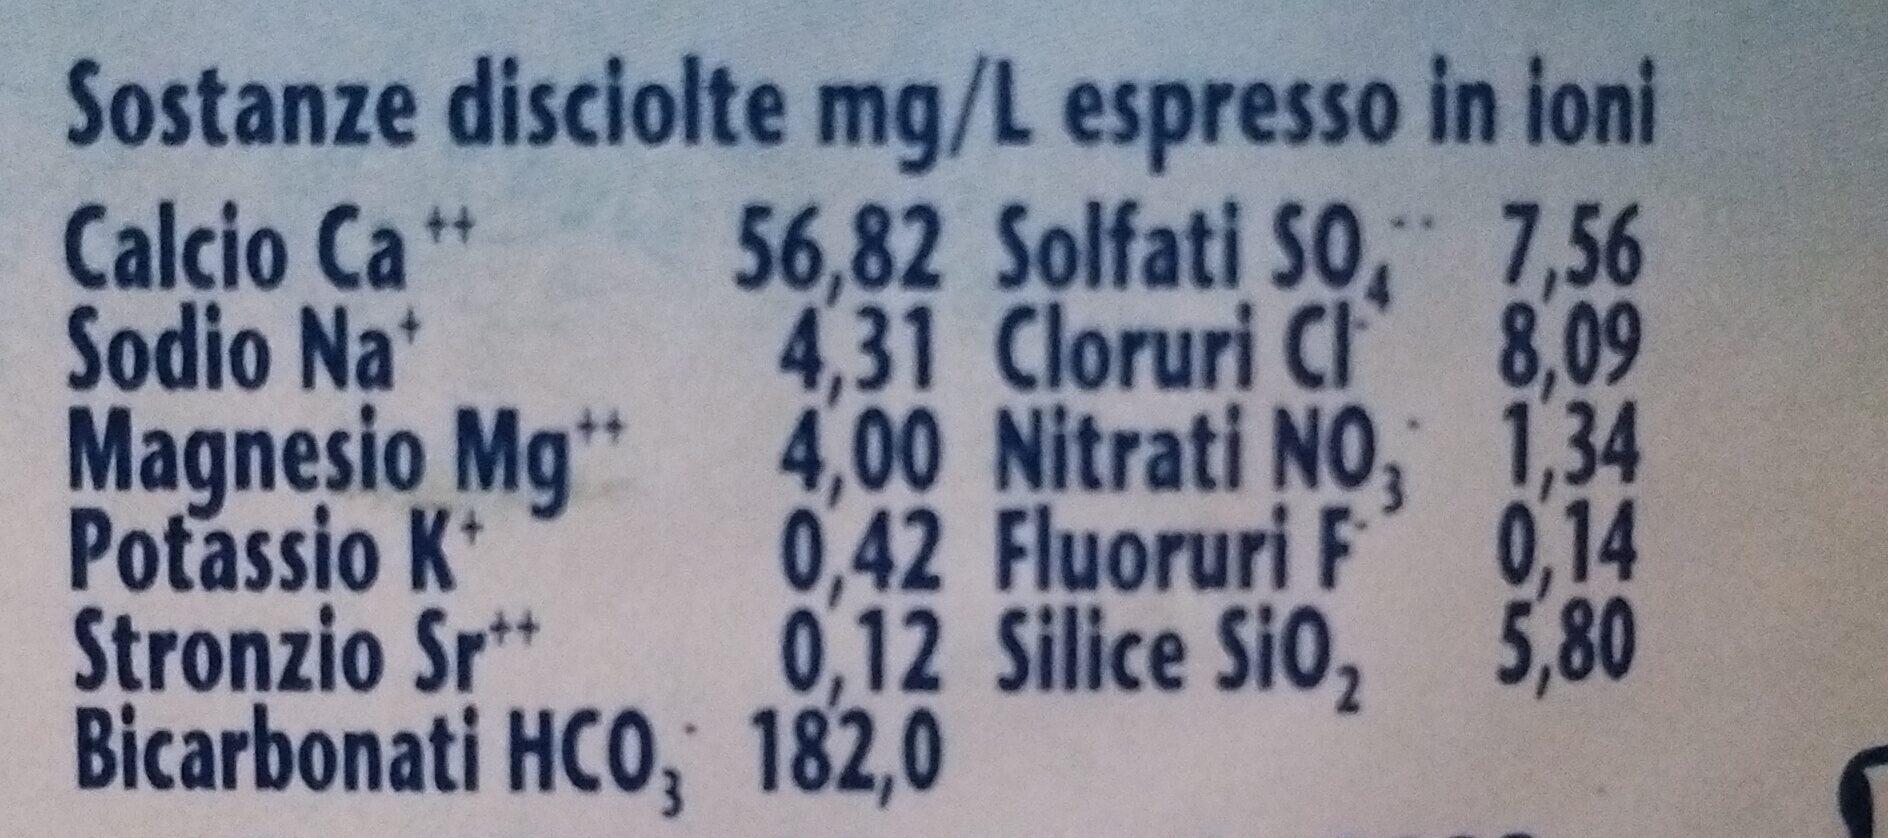 Sostanze disciolte mg/L espresso in ioni
Calcio Ca⁺⁺ 56,82 Solfati SO₄⁻⁻ 7,56
Sodio Na⁺ 4,31 Cloruri Cl⁻ 8,09
Magnesio Mg⁺⁺ 4,00 Nitrati NO₃⁻ 1,34
Potassio K⁺ 0,42 Fluoruri F⁻ 0,14
Stronzio Sr⁺⁺ 0,12 Silice SiO₂ 5,80
Bicarbonati HCO₃⁻ 182,0